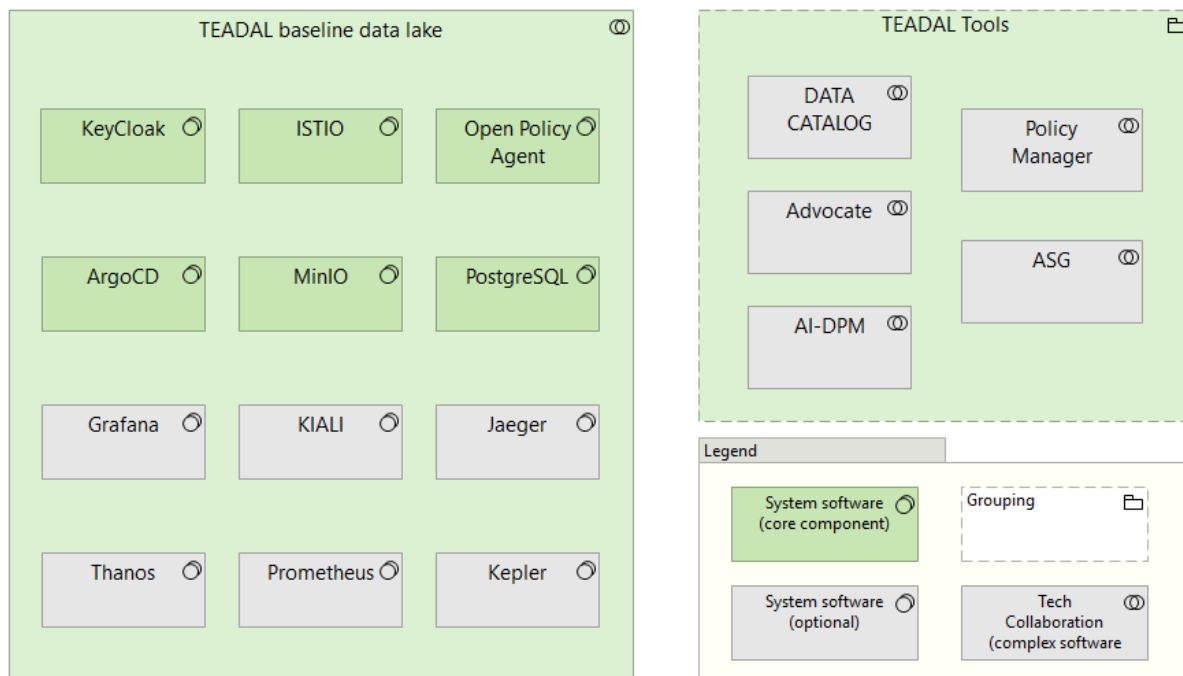 TEADAL baseline data lake
KeyCloak
ISTIO
Open Policy
Agent
ArgoCD
MinIO
PostgreSQL
Grafana
KIALI
Jaeger
Thanos
Prometheus
Kepler
TEADAL Tools
DATA
CATALOG
Policy
Manager
Advocate
ASG
AI-DPM
Legend
System software
(core component)
Grouping
System software
(optional)
Tech
Collaboration
(complex software